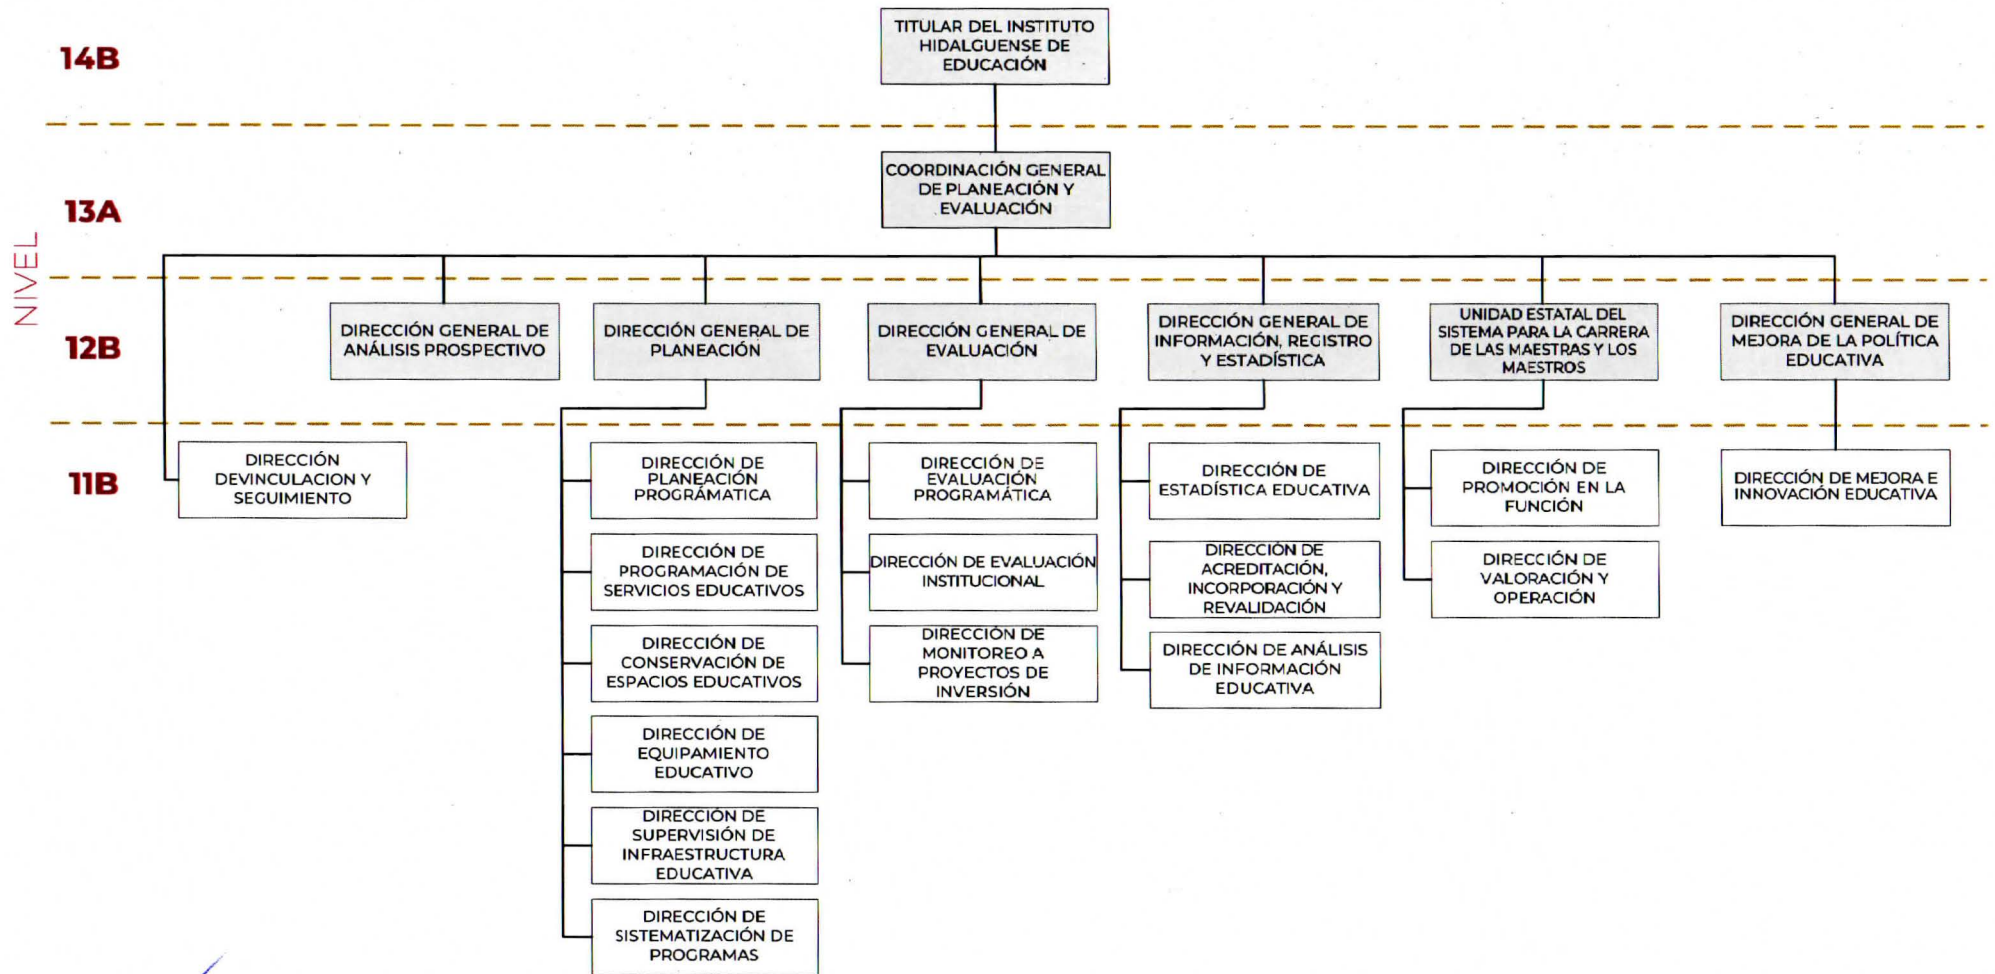 14B
TITULAR DEL INSTITUTO
HIDALGUENSE DE
EDUCACIÓN
NIVEL
13A
COORDINACIÓN GENERAL
DE PLANEACIÓN Y
EVALUACIÓN
12B
DIRECCIÓN GENERAL DE
ANÁLISIS PROSPECTIVO
DIRECCIÓN GENERAL DE
PLANEACIÓN
DIRECCIÓN GENERAL DE
EVALUACIÓN
DIRECCIÓN GENERAL DE
INFORMACIÓN, REGISTRO
Y ESTADÍSTICA
UNIDAD ESTATAL DEL
SISTEMA PARA LA CARRERA
DE LAS MAESTRAS Y LOS
MAESTROS
DIRECCIÓN GENERAL DE
MEJORA DE LA POLÍTICA
EDUCATIVA
11B
DIRECCIÓN
DEVINCULACION Y
SEGUIMIENTO
DIRECCIÓN DE
PLANEACIÓN
PROGRÁMATICA
DIRECCIÓN DE
PROGRAMACIÓN DE
SERVICIOS EDUCATIVOS
DIRECCIÓN DE
CONSERVACIÓN DE
ESPACIOS EDUCATIVOS
DIRECCIÓN DE
EQUIPAMIENTO
EDUCATIVO
DIRECCIÓN DE
SUPERVISIÓN DE
INFRAESTRUCTURA
EDUCATIVA
DIRECCIÓN DE
SISTEMATIZACIÓN DE
PROGRAMAS
DIRECCIÓN DE
EVALUACIÓN
PROGRAMÁTICA
DIRECCIÓN DE EVALUACIÓN
INSTITUCIONAL
DIRECCIÓN DE
MONITOREO A
PROYECTOS DE
INVERSIÓN
DIRECCIÓN DE
ESTADÍSTICA EDUCATIVA
DIRECCIÓN DE
ACREDITACIÓN,
INCORPORACIÓN Y
REVALIDACIÓN
DIRECCIÓN DE ANÁLISIS
DE INFORMACIÓN
EDUCATIVA
DIRECCIÓN DE
PROMOCIÓN EN LA
FUNCIÓN
DIRECCIÓN DE
VALORACIÓN Y
OPERACIÓN
DIRECCIÓN DE MEJORA E
INNOVACIÓN EDUCATIVA